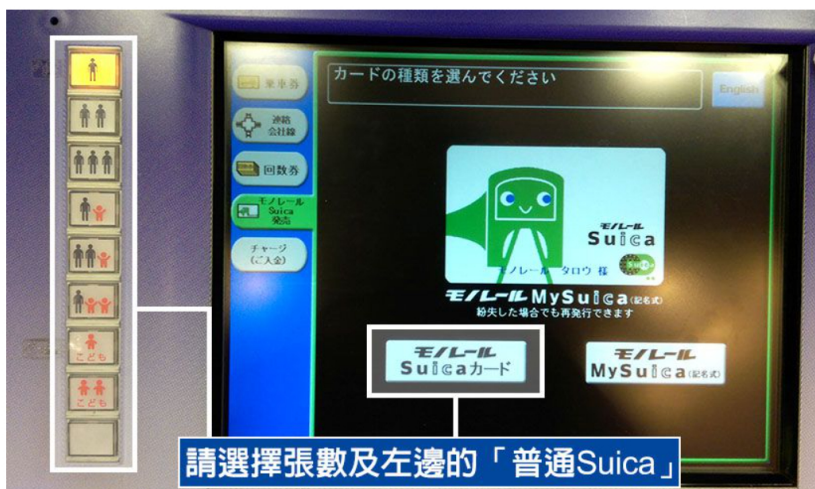 乗車券
カードの種類を選んでください
English
連絡
会社線
回数券
モノレール
Suica
発売
チャージ
(ご入金)
モノレール
Suica
モノレール タロウ 様
モノレール MySuica(記名式)
紛失した場合でも再発行できます
モノレール
Suicaカード
モノレール
MySuica(記名式)
こども
こども
請選擇張數及左邊的「普通Suica」